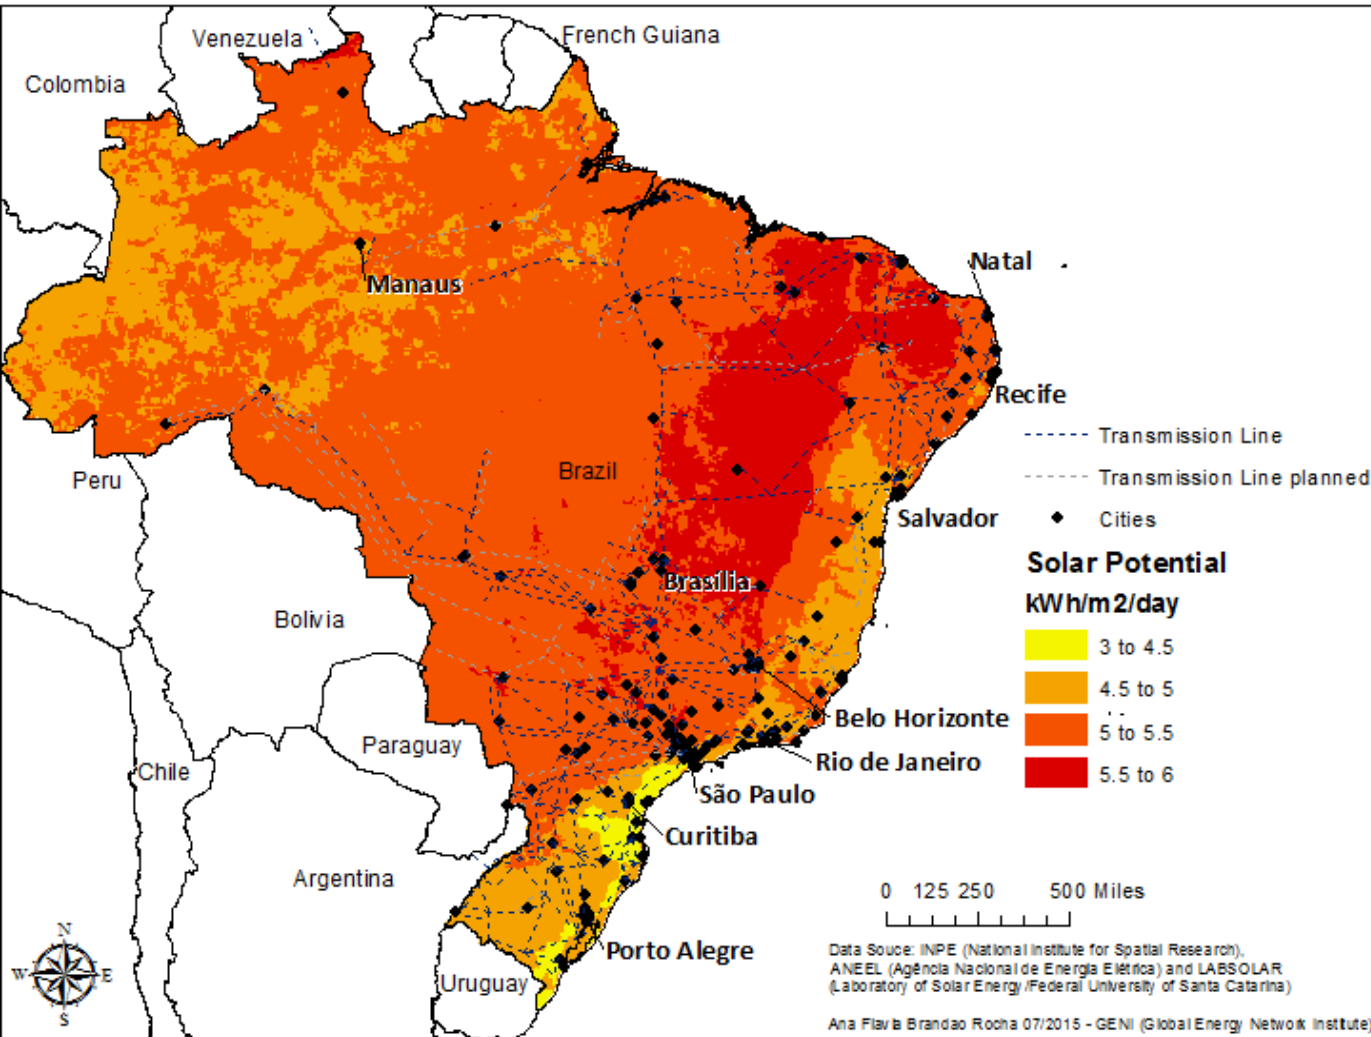 Venezuela
French Guiana
Colombia
Natal
Manaus
Recife
Transmission Line
Brazil
Peru
Transmission Line planned
Salvador
Cities
Solar Potential
Brasília
kWh/m2/day
Bolivia
3 to 4.5
4.5 to 5
Belo Horizonte
5 to 5.5
Paraguay
Rio de Janeiro
Chile
5.5 to 6
São Paulo
Curitiba
Argentina
0 125 250 500 Miles
N
Porto Alegre
W E
Uruguay
S
Data Souce: INPE (National Institute for Spatial Research),
ANEEL (Agência Nacional de Energia Elétrica) and LABSOLAR
(Laboratory of Solar Energy/Federal University of Santa Catarina)
Ana Flavia Brandao Rocha 07/2015 - GENI (Global Energy Network Institute)